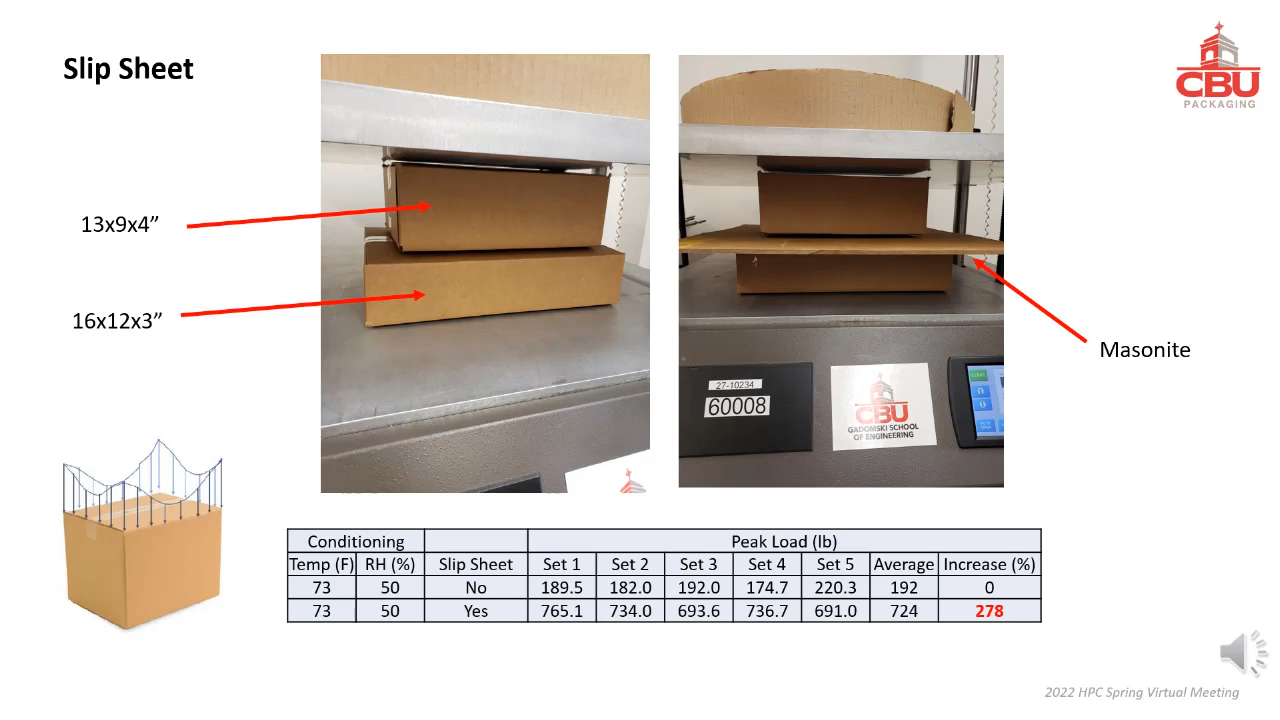 Slip Sheet
CBU
PACKAGING
13x9x4”
16x12x3”
Masonite
27-10234
60008
CBU
GADOMSKI SCHOOL
OF ENGINEERING
Conditioning Peak Load (lb)
Temp (F) RH (%) Slip Sheet Set 1 Set 2 Set 3 Set 4 Set 5 Average Increase (%)
73 50 No 189.5 182.0 192.0 174.7 220.3 192 0
73 50 Yes 765.1 734.0 693.6 736.7 691.0 724 278
2022 HPC Spring Virtual Meeting